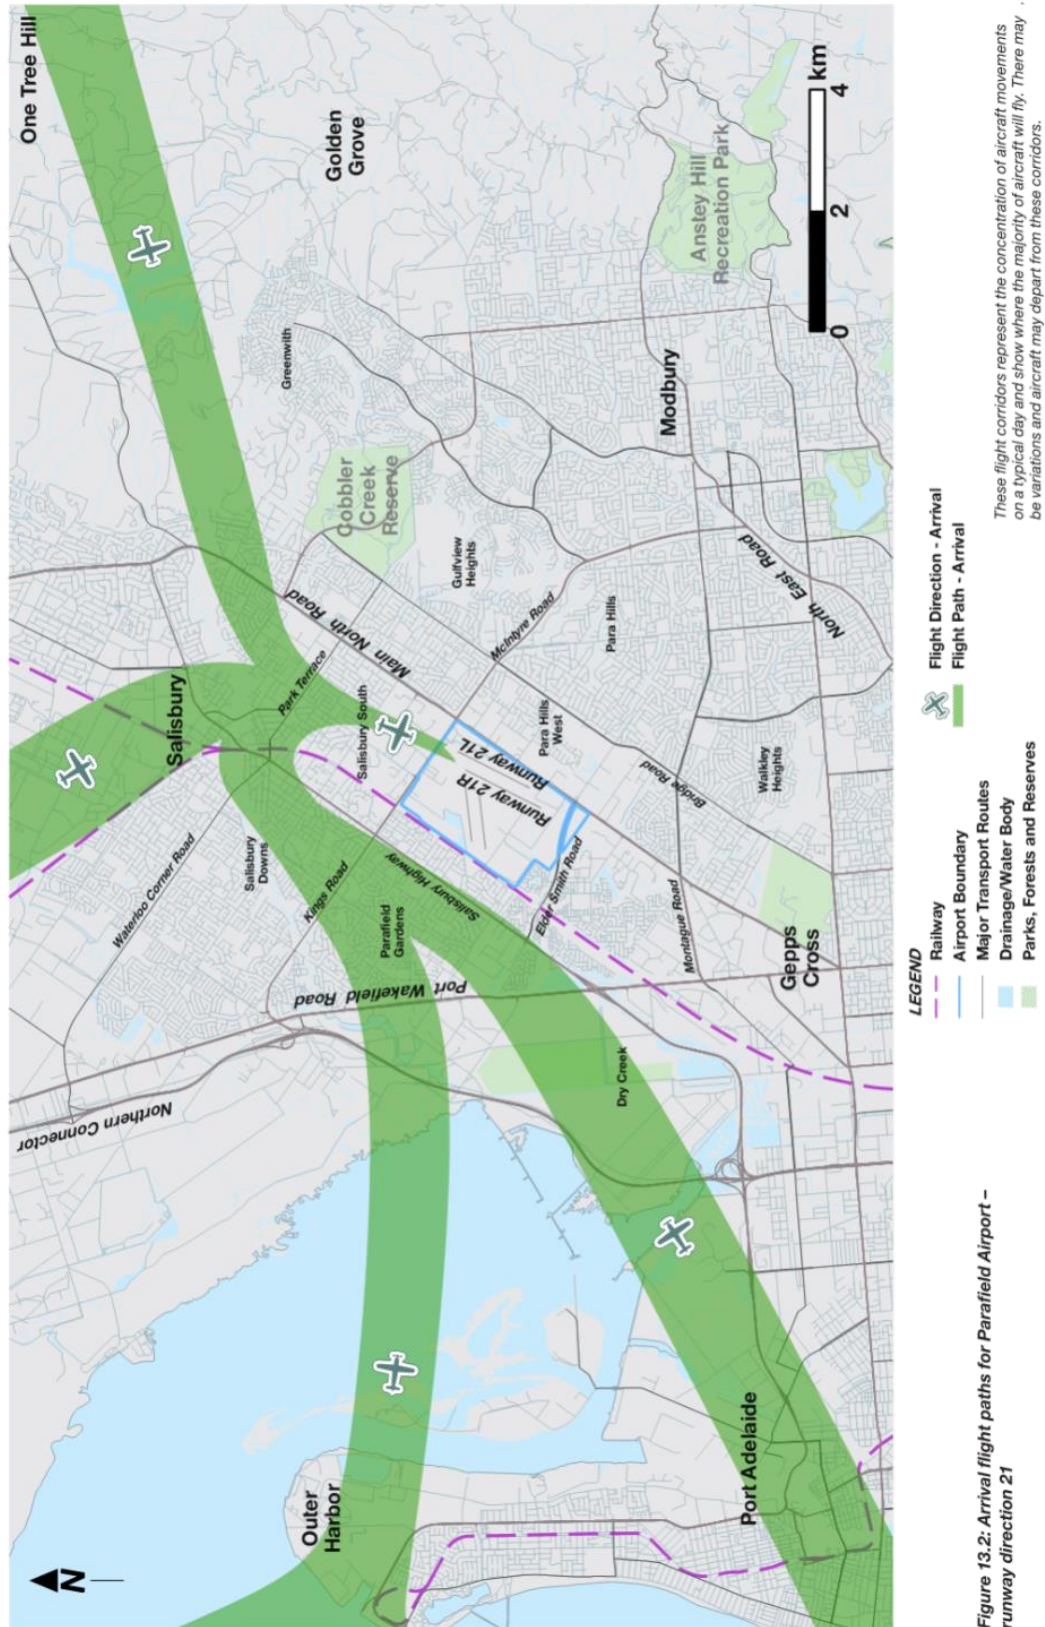 One Tree Hill
Golden
Grove
Greenwith
Cobbler
Creek
Reserve
Anstey Hill
Recreation Park
Modbury
Gulfview
Heights
McIntyre Road
Para Hills
North East Road
Main North Road
Park Terrace
Salisbury
Salisbury South
Para Hills
West
Runway 21L
Runway 21R
Bridge Road
Walkley
Heights
Waterloo Corner Road
Salisbury
Downs
Kings Road
Salisbury Highway
Parafield
Gardens
Elder Smith Road
Montague Road
Gepps
Cross
Port Wakefield Road
Northern Connector
Dry Creek
Outer
Harbor
Port Adelaide
N
0 2 4 km
LEGEND
Railway
Airport Boundary
Major Transport Routes
Drainage/Water Body
Parks, Forests and Reserves
Flight Direction - Arrival
Flight Path - Arrival
These flight corridors represent the concentration of aircraft movements
on a typical day and show where the majority of aircraft will fly. There may
be variations and aircraft may depart from these corridors.
Figure 13.2: Arrival flight paths for Parafield Airport –
runway direction 21